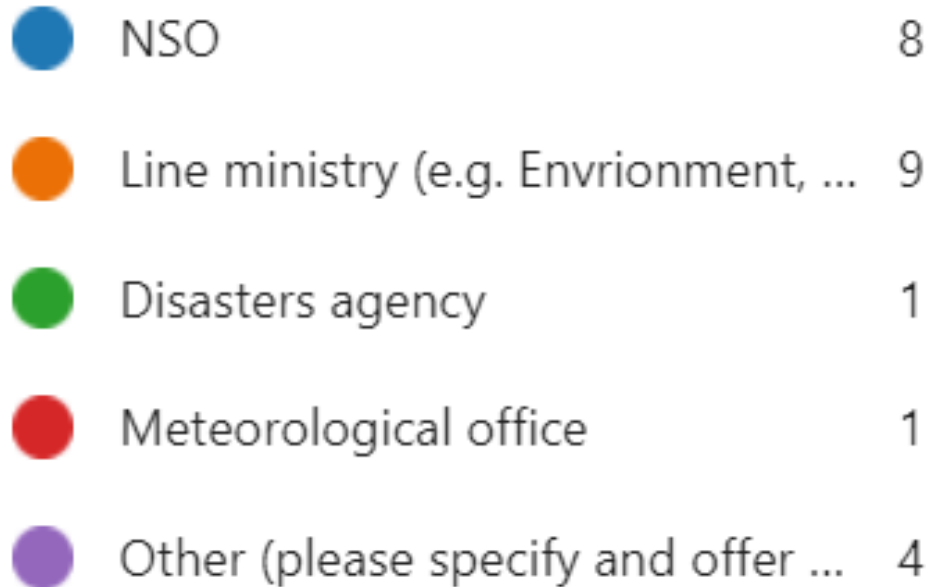 NSO 8
Line ministry (e.g. Envrionment, ... 9
Disasters agency 1
Meteorological office 1
Other (please specify and offer ... 4